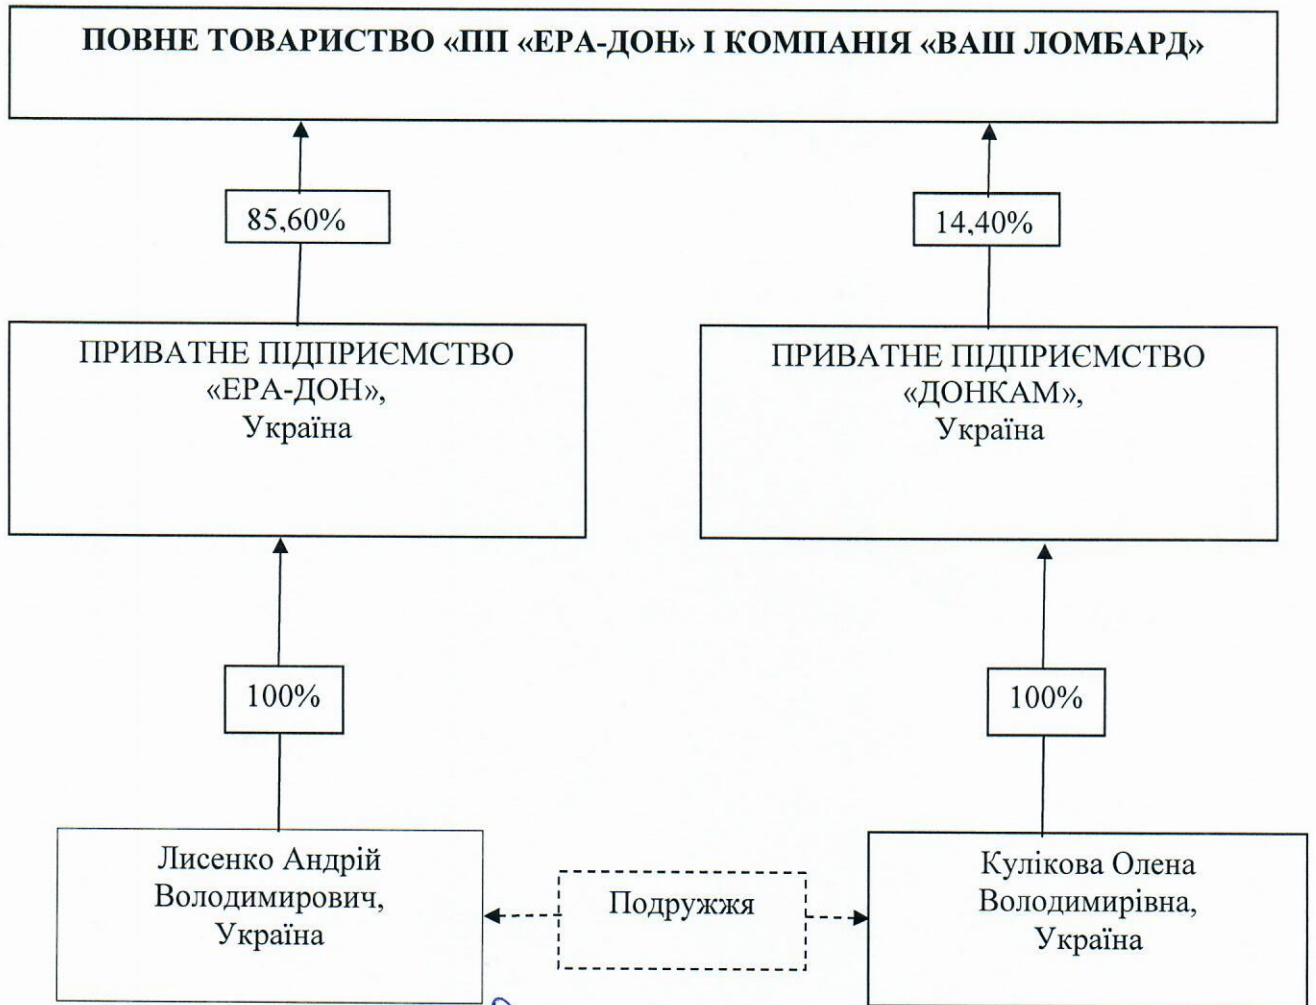 ПОВНЕ ТОВАРИСТВО «ПП «ЕРА-ДОН» І КОМПАНІЯ «ВАШ ЛОМБАРД»
85,60%
14,40%
ПРИВАТНЕ ПІДПРИЄМСТВО
«ЕРА-ДОН»,
Україна
ПРИВАТНЕ ПІДПРИЄМСТВО
«ДОНКАМ»,
Україна
100%
100%
Лисенко Андрій
Володимирович,
Україна
Подружжя
Кулікова Олена
Володимирівна,
Україна